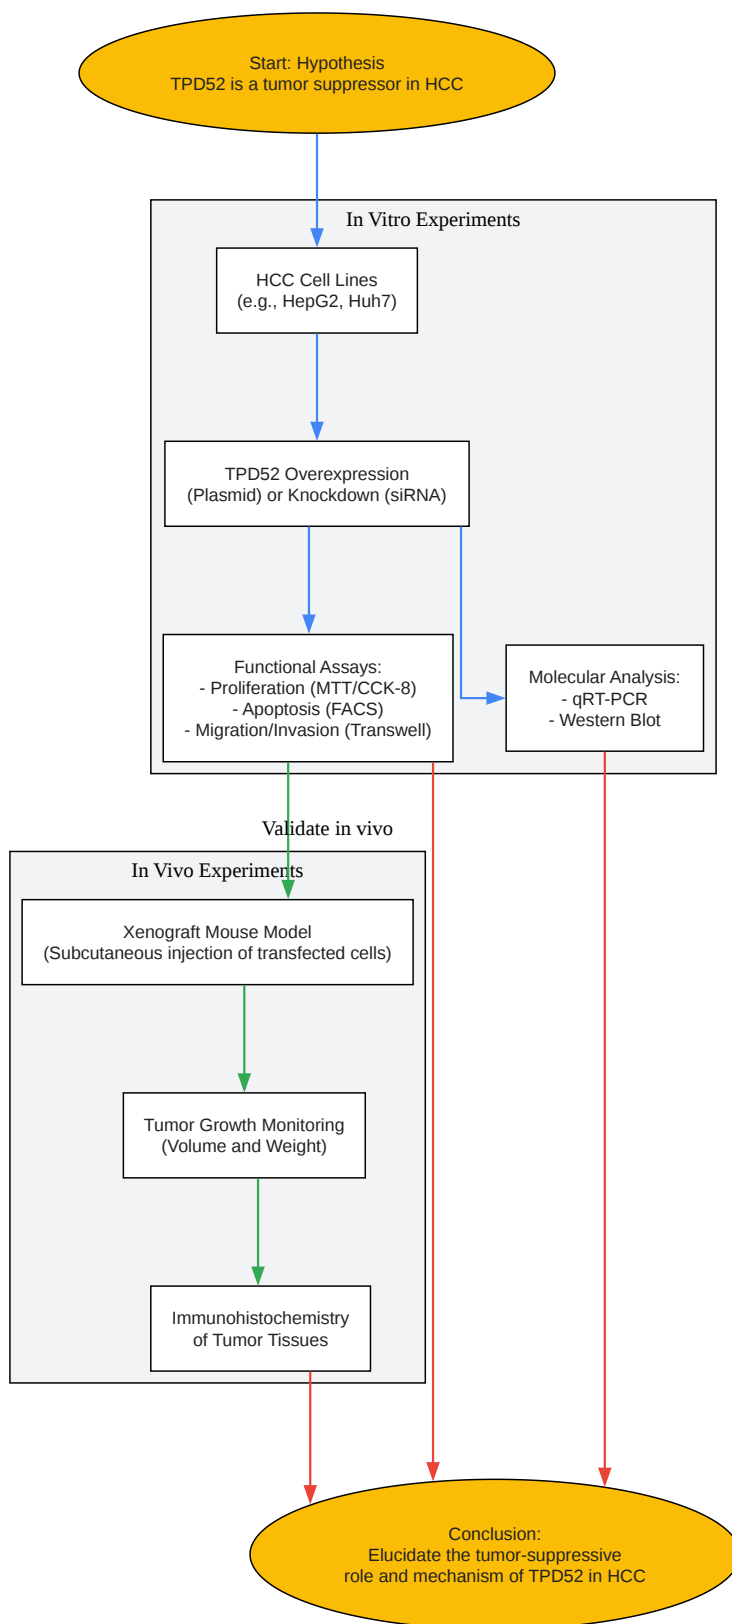 Start: Hypothesis
TPD52 is a tumor suppressor in HCC
In Vitro Experiments
HCC Cell Lines
(e.g., HepG2, Huh7)
TPD52 Overexpression
(Plasmid) or Knockdown (siRNA)
Functional Assays:
- Proliferation (MTT/CCK-8)
- Apoptosis (FACS)
- Migration/Invasion (Transwell)
Molecular Analysis:
- qRT-PCR
- Western Blot
Validate in vivo
In Vivo Experiments
Xenograft Mouse Model
(Subcutaneous injection of transfected cells)
Tumor Growth Monitoring
(Volume and Weight)
Immunohistochemistry
of Tumor Tissues
Conclusion:
Elucidate the tumor-suppressive
role and mechanism of TPD52 in HCC